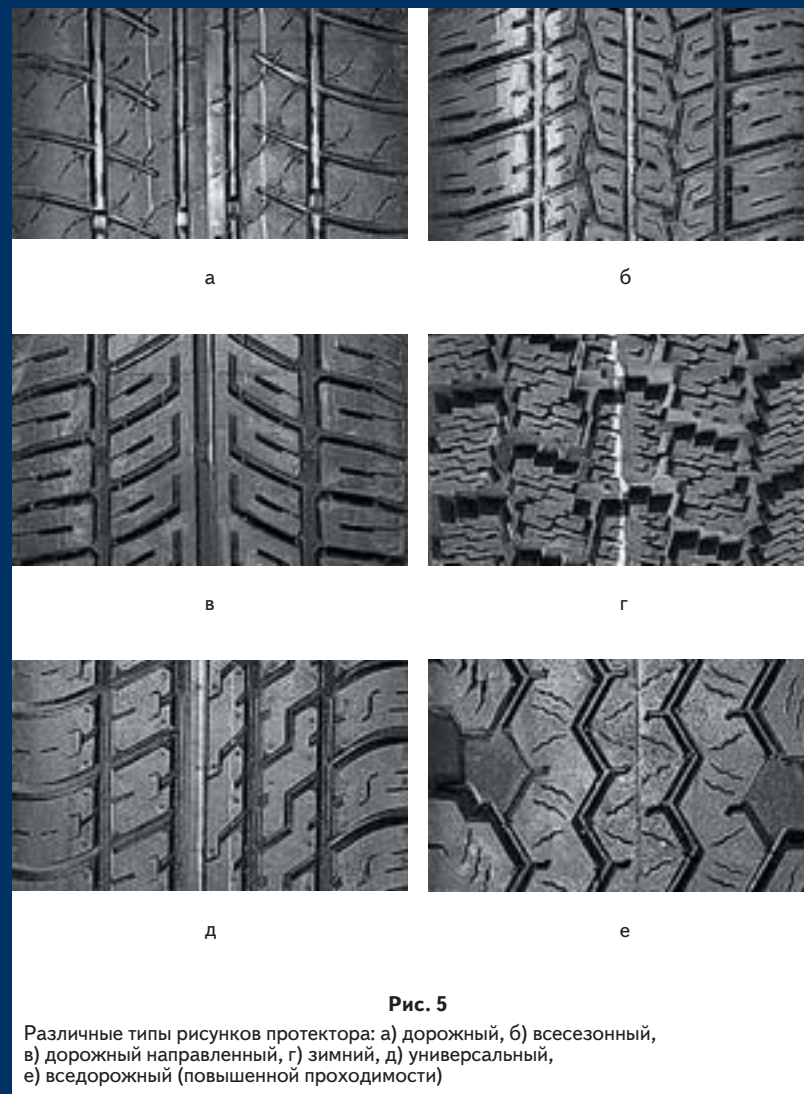 а
б
в
г
д
е
Рис. 5
Различные типы рисунков протектора: а) дорожный, б) всесезонный,
в) дорожный направленный, г) зимний, д) универсальный,
е) вседорожный (повышенной проходимости)